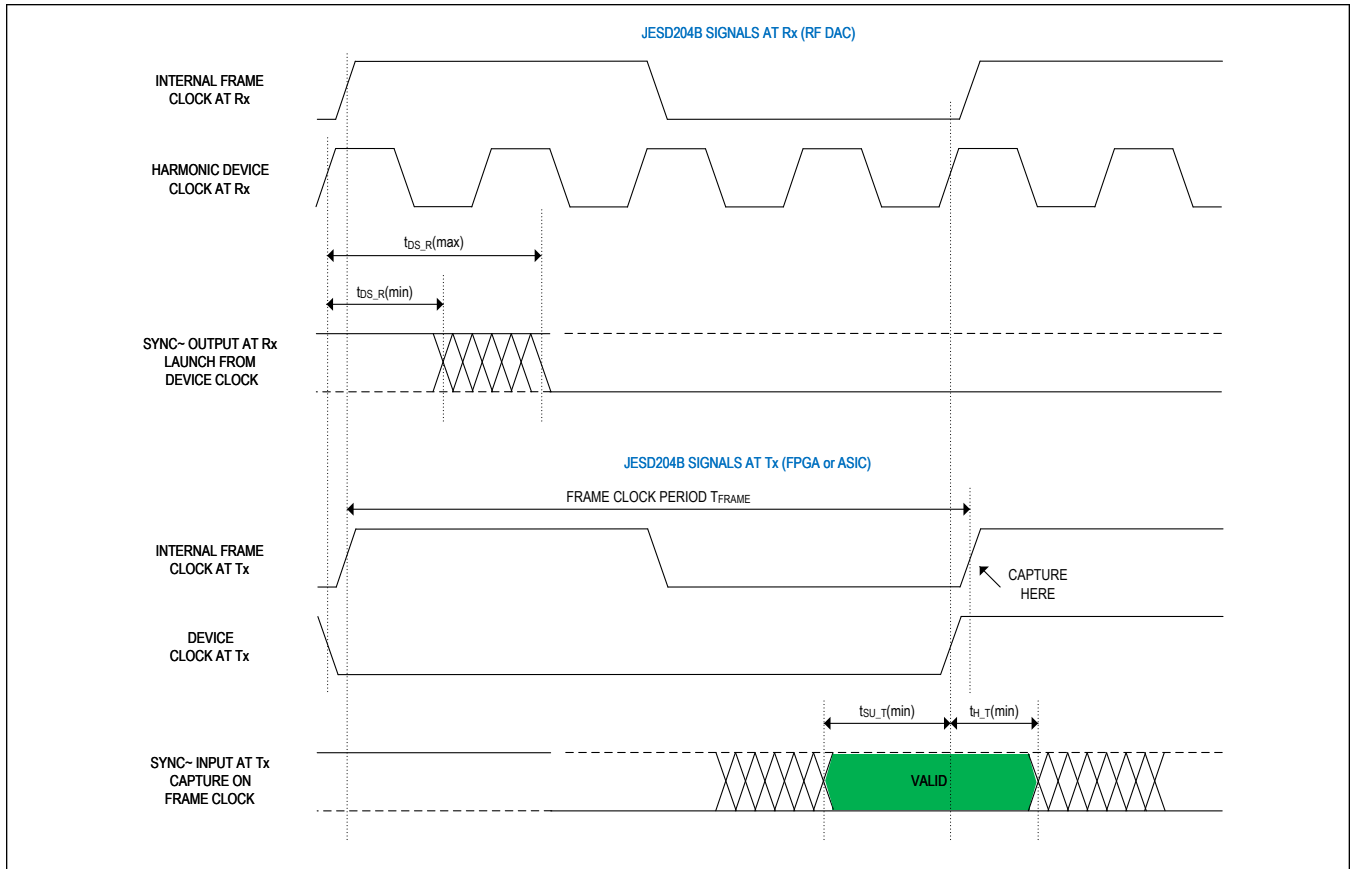 JESD204B SIGNALS AT Rx (RF DAC)
INTERNAL FRAME
CLOCK AT Rx
HARMONIC DEVICE
CLOCK AT Rx
tDS_R(max)
tDS_R(min)
SYNC~ OUTPUT AT Rx
LAUNCH FROM
DEVICE CLOCK
JESD204B SIGNALS AT Tx (FPGA or ASIC)
FRAME CLOCK PERIOD TFRAME
INTERNAL FRAME
CLOCK AT Tx
CAPTURE
HERE
DEVICE
CLOCK AT Tx
tSU_T(min)
tH_T(min)
SYNC~ INPUT AT Tx
CAPTURE ON
FRAME CLOCK
VALID